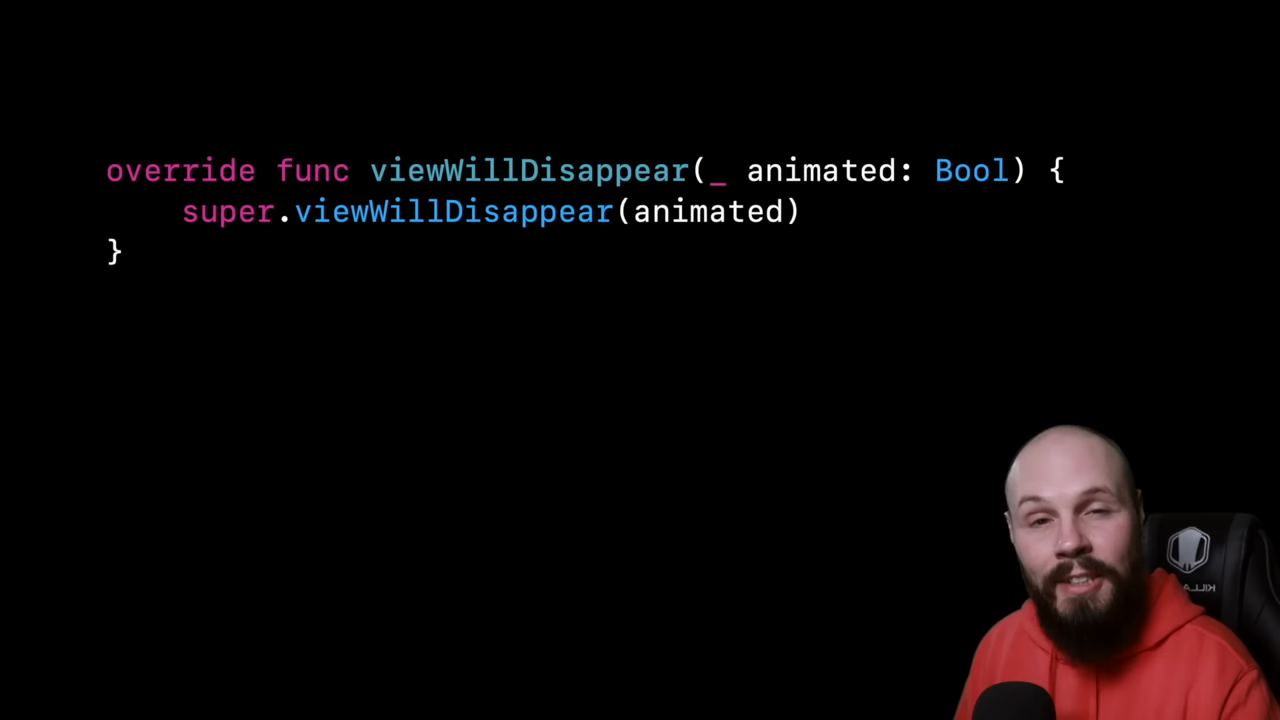 override func viewWillDisappear(_ animated: Bool) {
super.viewWillDisappear(animated)
}